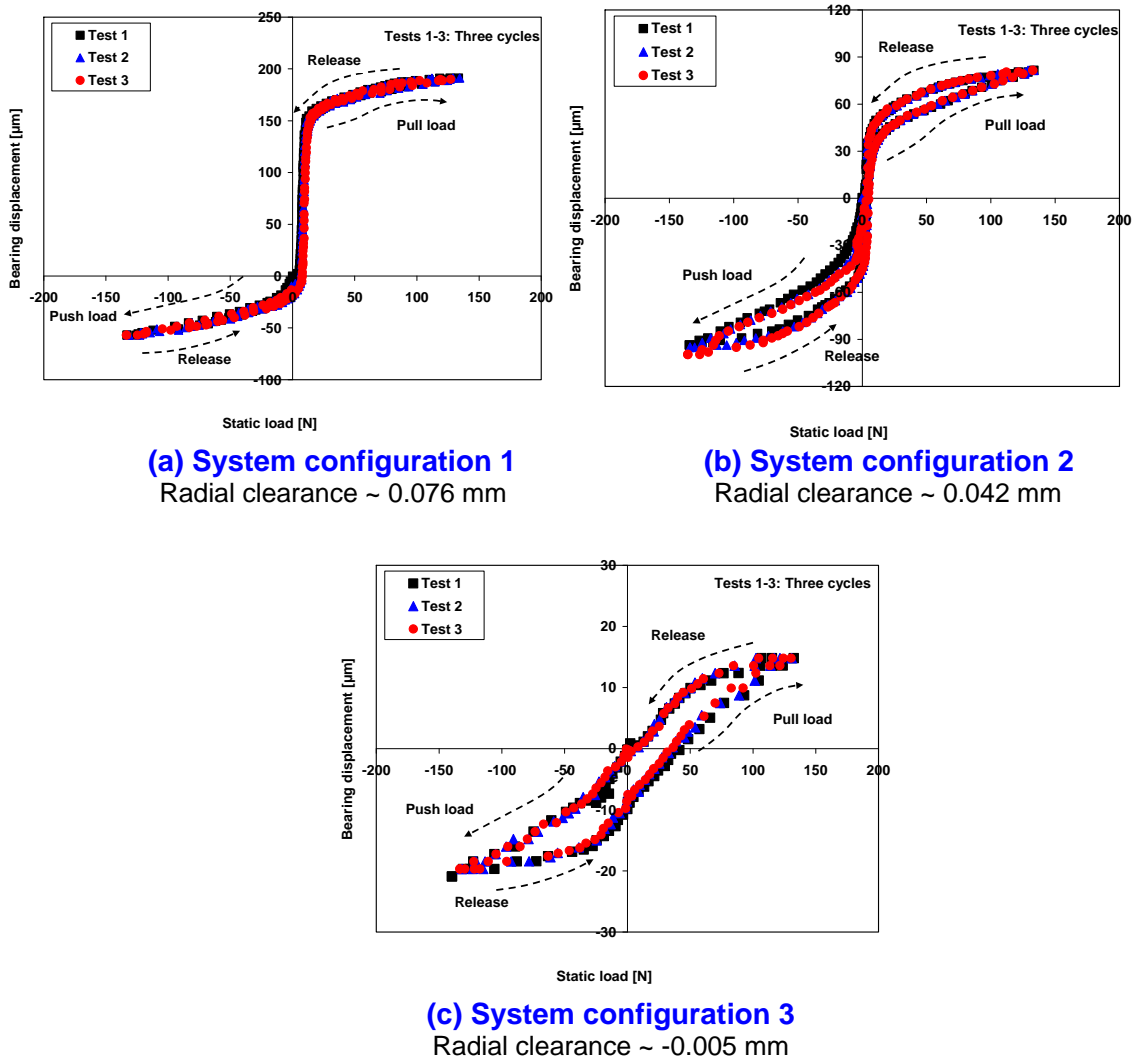 250
Test 1
Test 2
Test 3
Tests 1-3: Three cycles
Release
Pull load
Push load
Release
200
150
100
50
0
-50
-100
-200 -150 -100 -50 0 50 100 150 200
Bearing displacement [µm]
Static load [N]
(a) System configuration 1
Radial clearance ~ 0.076 mm
120
Test 1
Test 2
Test 3
Tests 1-3: Three cycles
Release
Pull load
Push load
Release
90
60
30
0
-30
-60
-90
-120
-200 -150 -100 -50 0 50 100 150 200
Bearing displacement [µm]
Static load [N]
(b) System configuration 2
Radial clearance ~ 0.042 mm
30
Test 1
Test 2
Test 3
Tests 1-3: Three cycles
Release
Pull load
Push load
Release
20
10
0
-10
-20
-30
-200 -150 -100 -50 0 50 100 150 200
Bearing displacement [µm]
Static load [N]
(c) System configuration 3
Radial clearance ~ -0.005 mm